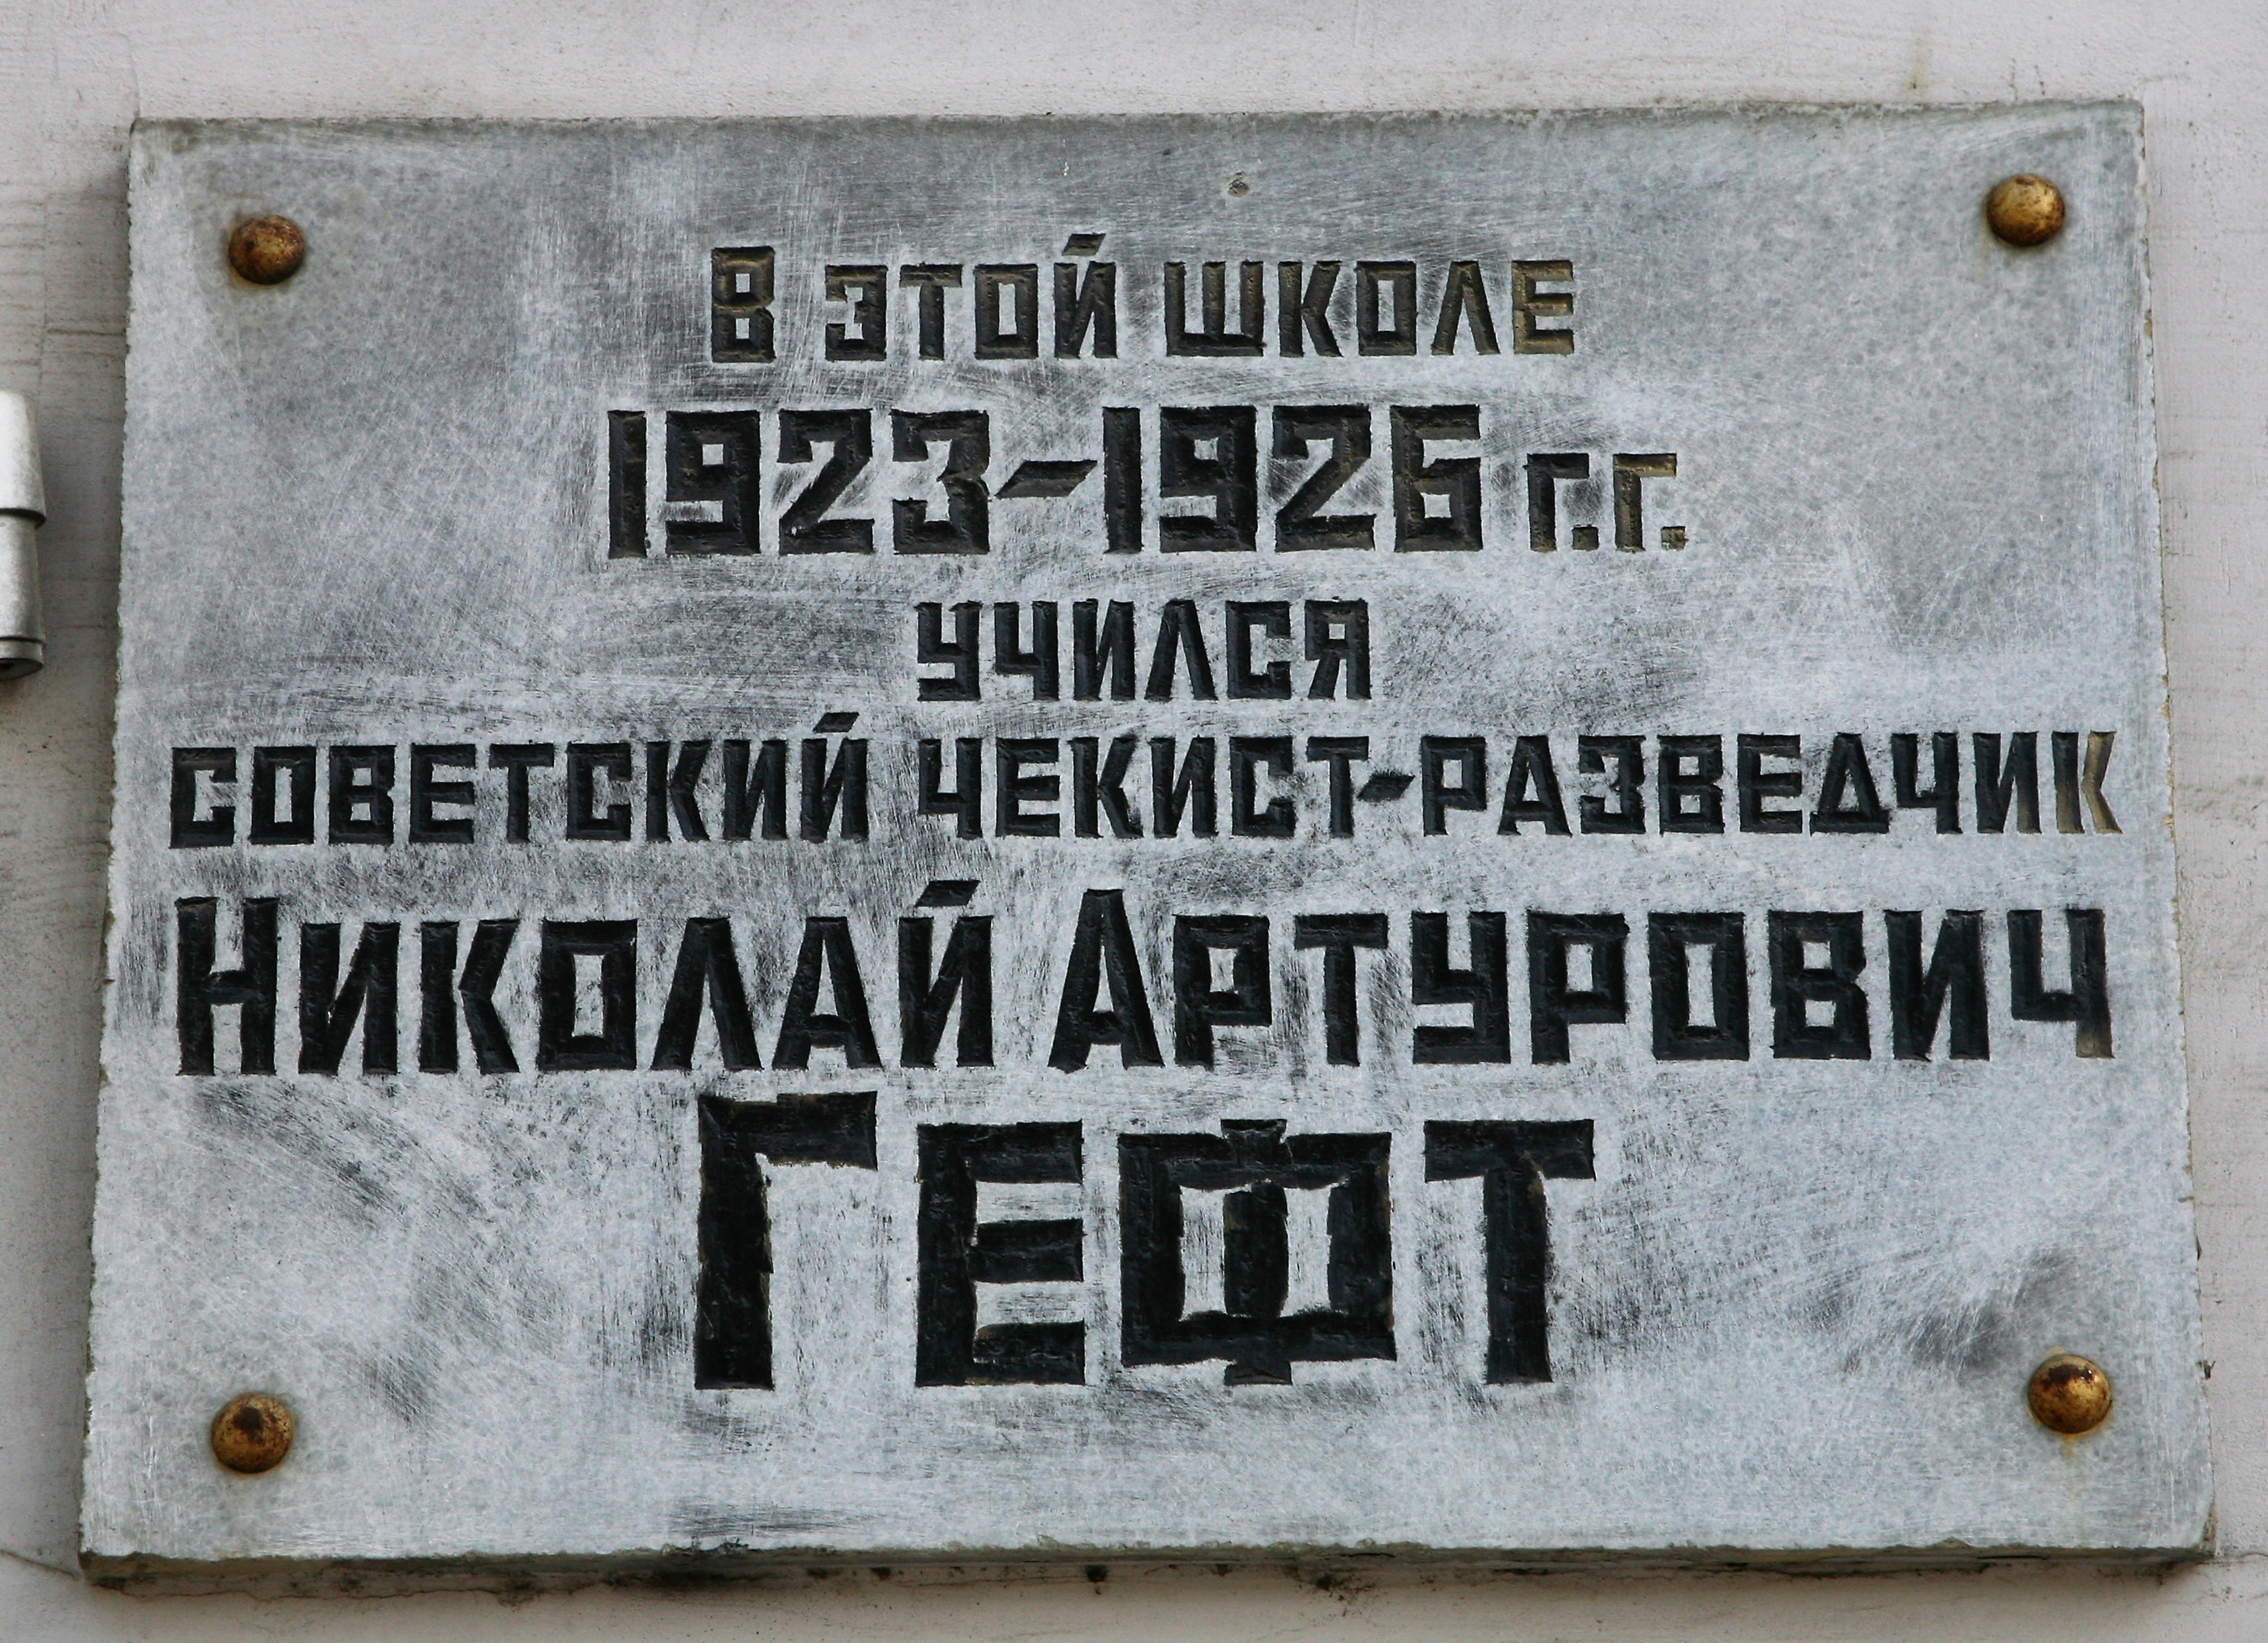 В ЭТОЙ ШКОЛЕ
1923-1926 г.г.
УЧИЛСЯ
СОВЕТСКИЙ ЧЕКИСТ-РАЗВЕДЧИК
НИКОЛАЙ АРТУРОВИЧ
ГЕФТ